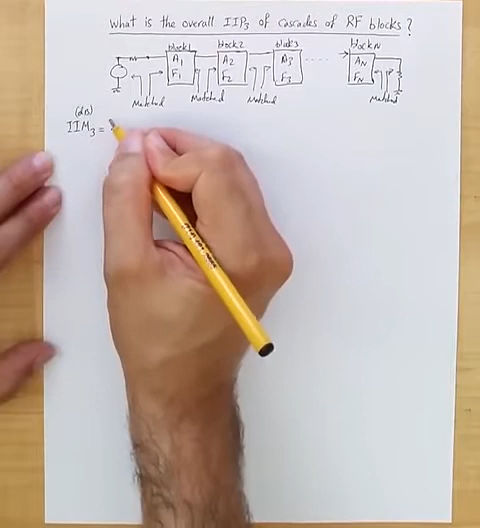 what is the overall IIP3 of cascades of RF blocks?
block1 block2 block3 blockN
A1 A2 A3 ..... AN
F1 F2 F3 FN
Matched Matched Matched Matched
(dB)
IIM3 =